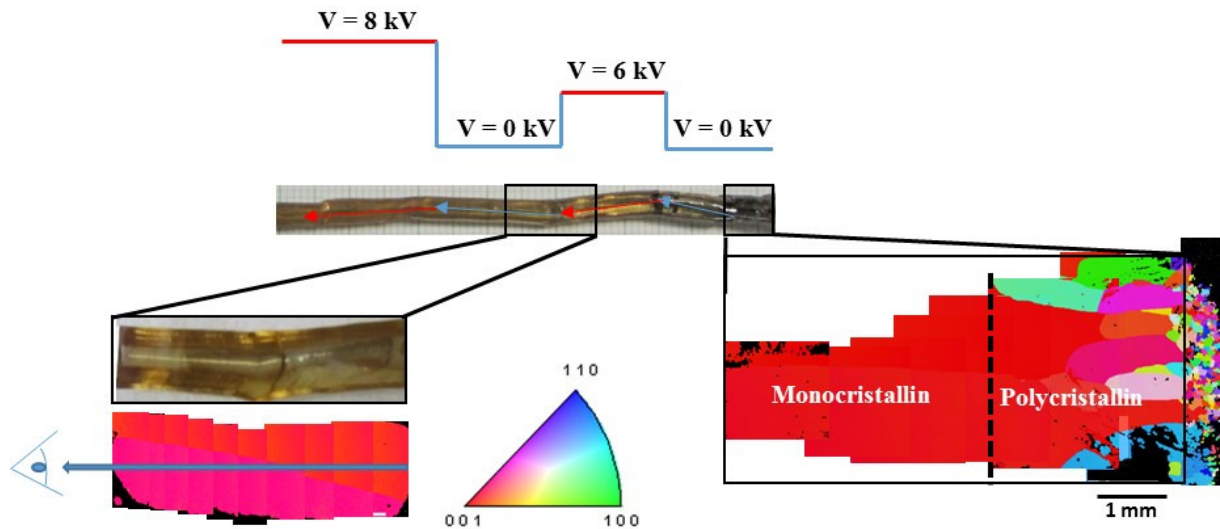 V = 8 kV
V = 6 kV
V = 0 kV
V = 0 kV
Monocristallin
Polycristallin
1 1 0
0 0 1
1 0 0
1 mm